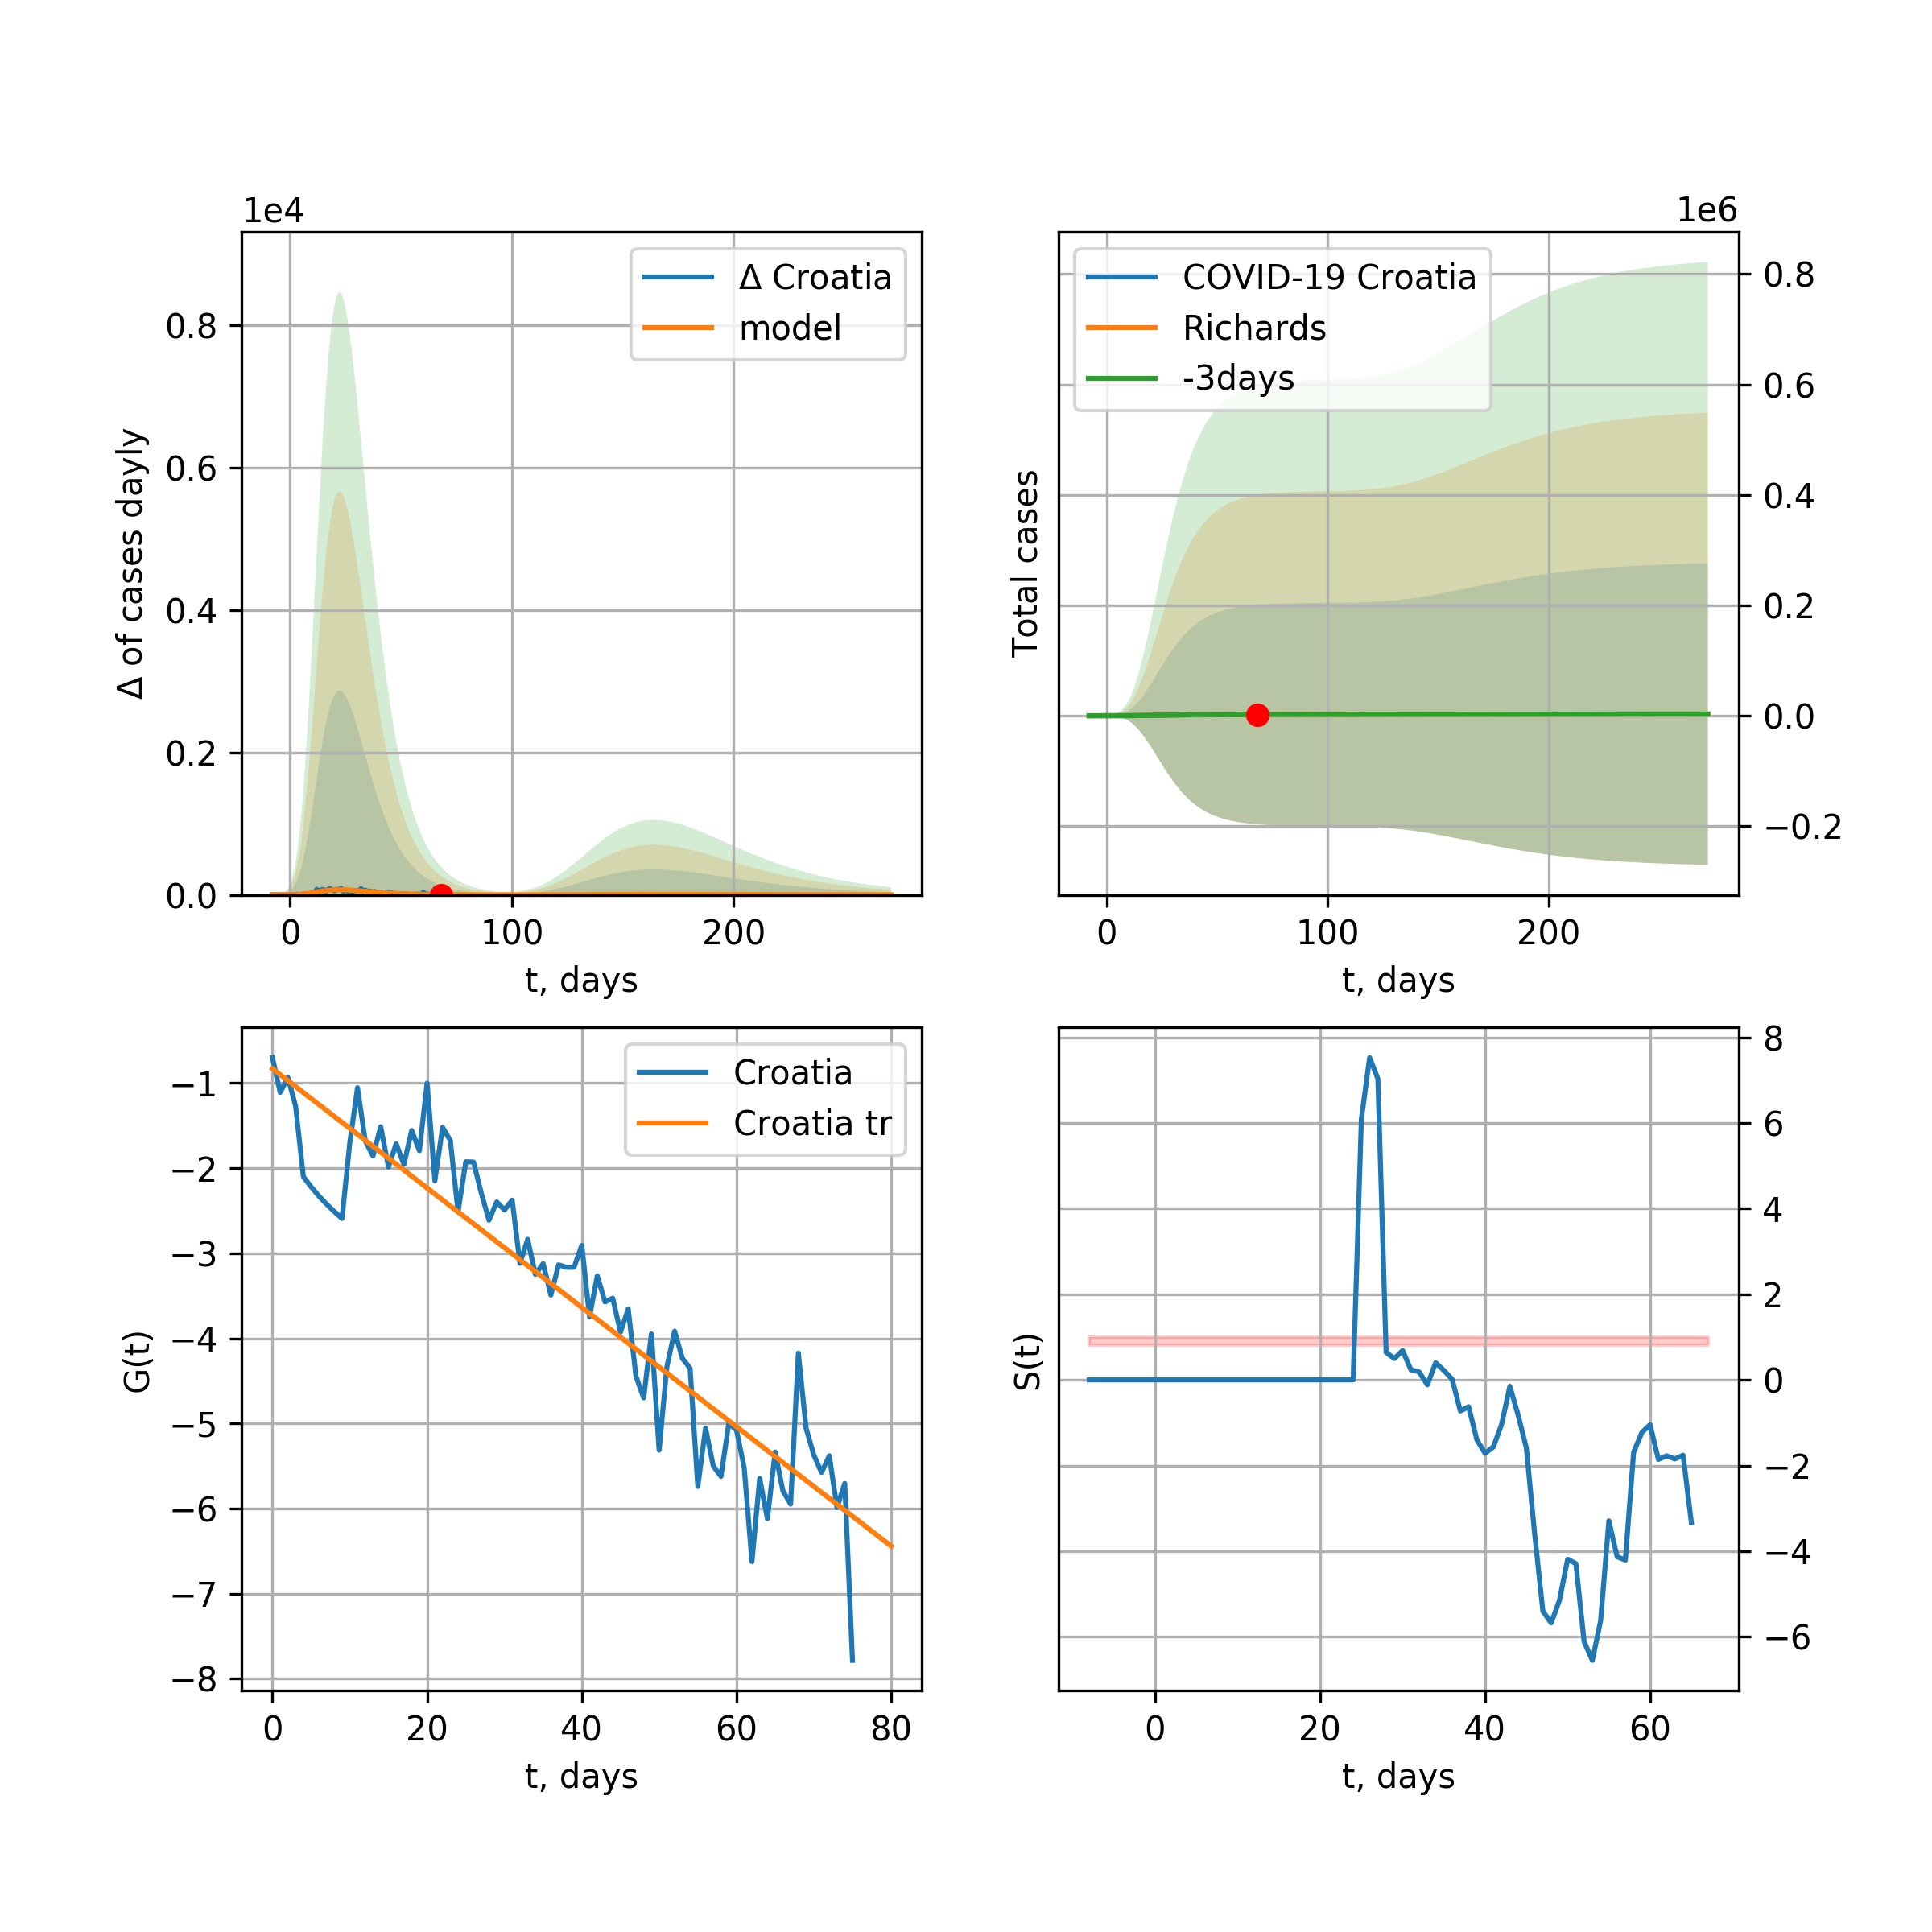 1e4
Δ Croatia
model
0.8
0.6
0.4
0.2
0.0
Δ of cases dayly
0
100
200
t, days
1e6
COVID-19 Croatia
Richards
-3days
0.8
0.6
0.4
0.2
0.0
−0.2
Total cases
0
100
200
t, days
Croatia
Croatia tr
−1
−2
−3
−4
−5
−6
−7
−8
G(t)
0
20
40
60
80
t, days
8
6
4
2
0
−2
−4
−6
S(t)
0
20
40
60
t, days